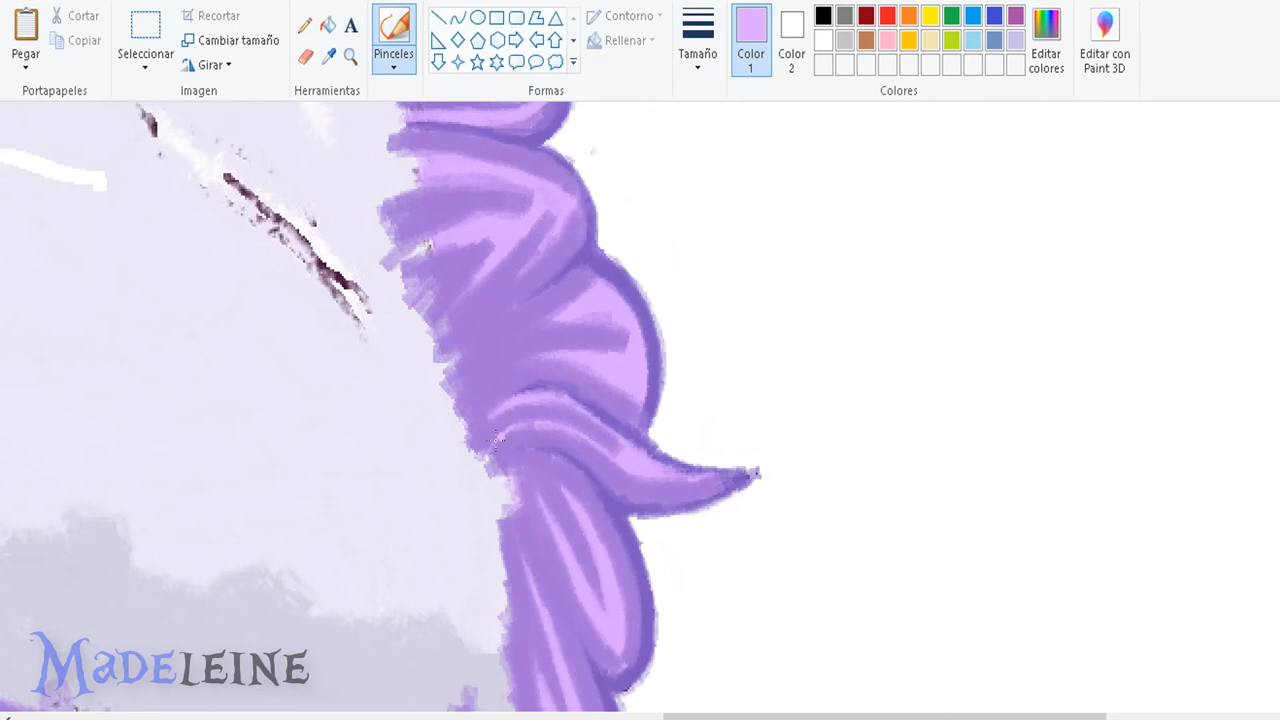 Pegar
Cortar
Copiar
Portapapeles
Seleccionar
Recortar
Cambiar tamaño
Girar
Imagen
A
Herramientas
Pinceles
Contorno
Rellenar
Formas
Tamaño
Color
1
Color
2
Editar
colores
Colores
Editar con
Paint 3D
MaDELEINE